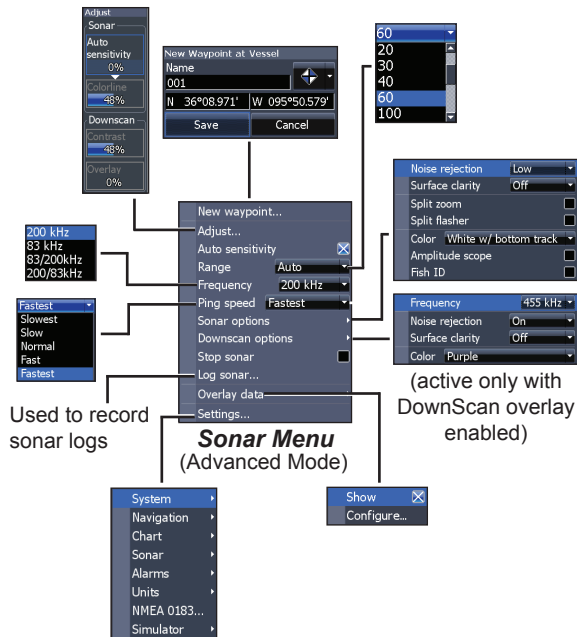 Adjust
Sonar
Auto
sensitivity
0%
Colorline
48%
Downscan
Contrast
48%
Overlay
0%
New Waypoint at Vessel
Name
001
N 36°08.971' W 095°50.579'
Save Cancel
60
20
30
40
60
100
200 kHz
83 kHz
83/200kHz
200/83kHz
Fastest
Slowest
Slow
Normal
Fast
Fastest
Used to record
sonar logs
New waypoint...
Adjust...
Auto sensitivity
Range Auto
Frequency 200 kHz
Ping speed Fastest
Sonar options
Downscan options
Stop sonar
Log sonar...
Overlay data
Settings...
Sonar Menu
(Advanced Mode)
Noise rejection Low
Surface clarity Off
Split zoom
Split flasher
Color White w/ bottom track
Amplitude scope
Fish ID
Frequency 455 kHz
Noise rejection On
Surface clarity Off
Color Purple
(active only with
DownScan overlay
enabled)
System
Navigation
Chart
Sonar
Alarms
Units
NMEA 0183...
Simulator
Show
Configure...